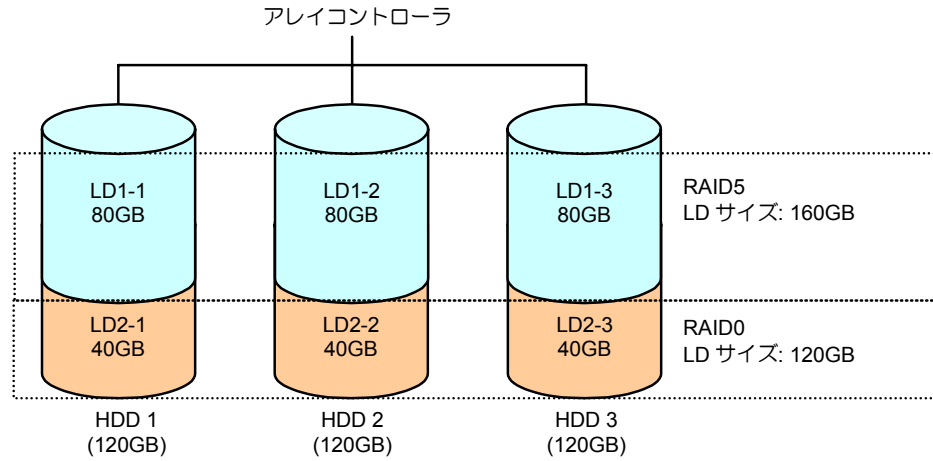 アレイコントローラ
LD1-1
80GB
LD1-2
80GB
LD1-3
80GB
RAID5
LD サイズ: 160GB
LD2-1
40GB
LD2-2
40GB
LD2-3
40GB
RAID0
LD サイズ: 120GB
HDD 1
(120GB)
HDD 2
(120GB)
HDD 3
(120GB)